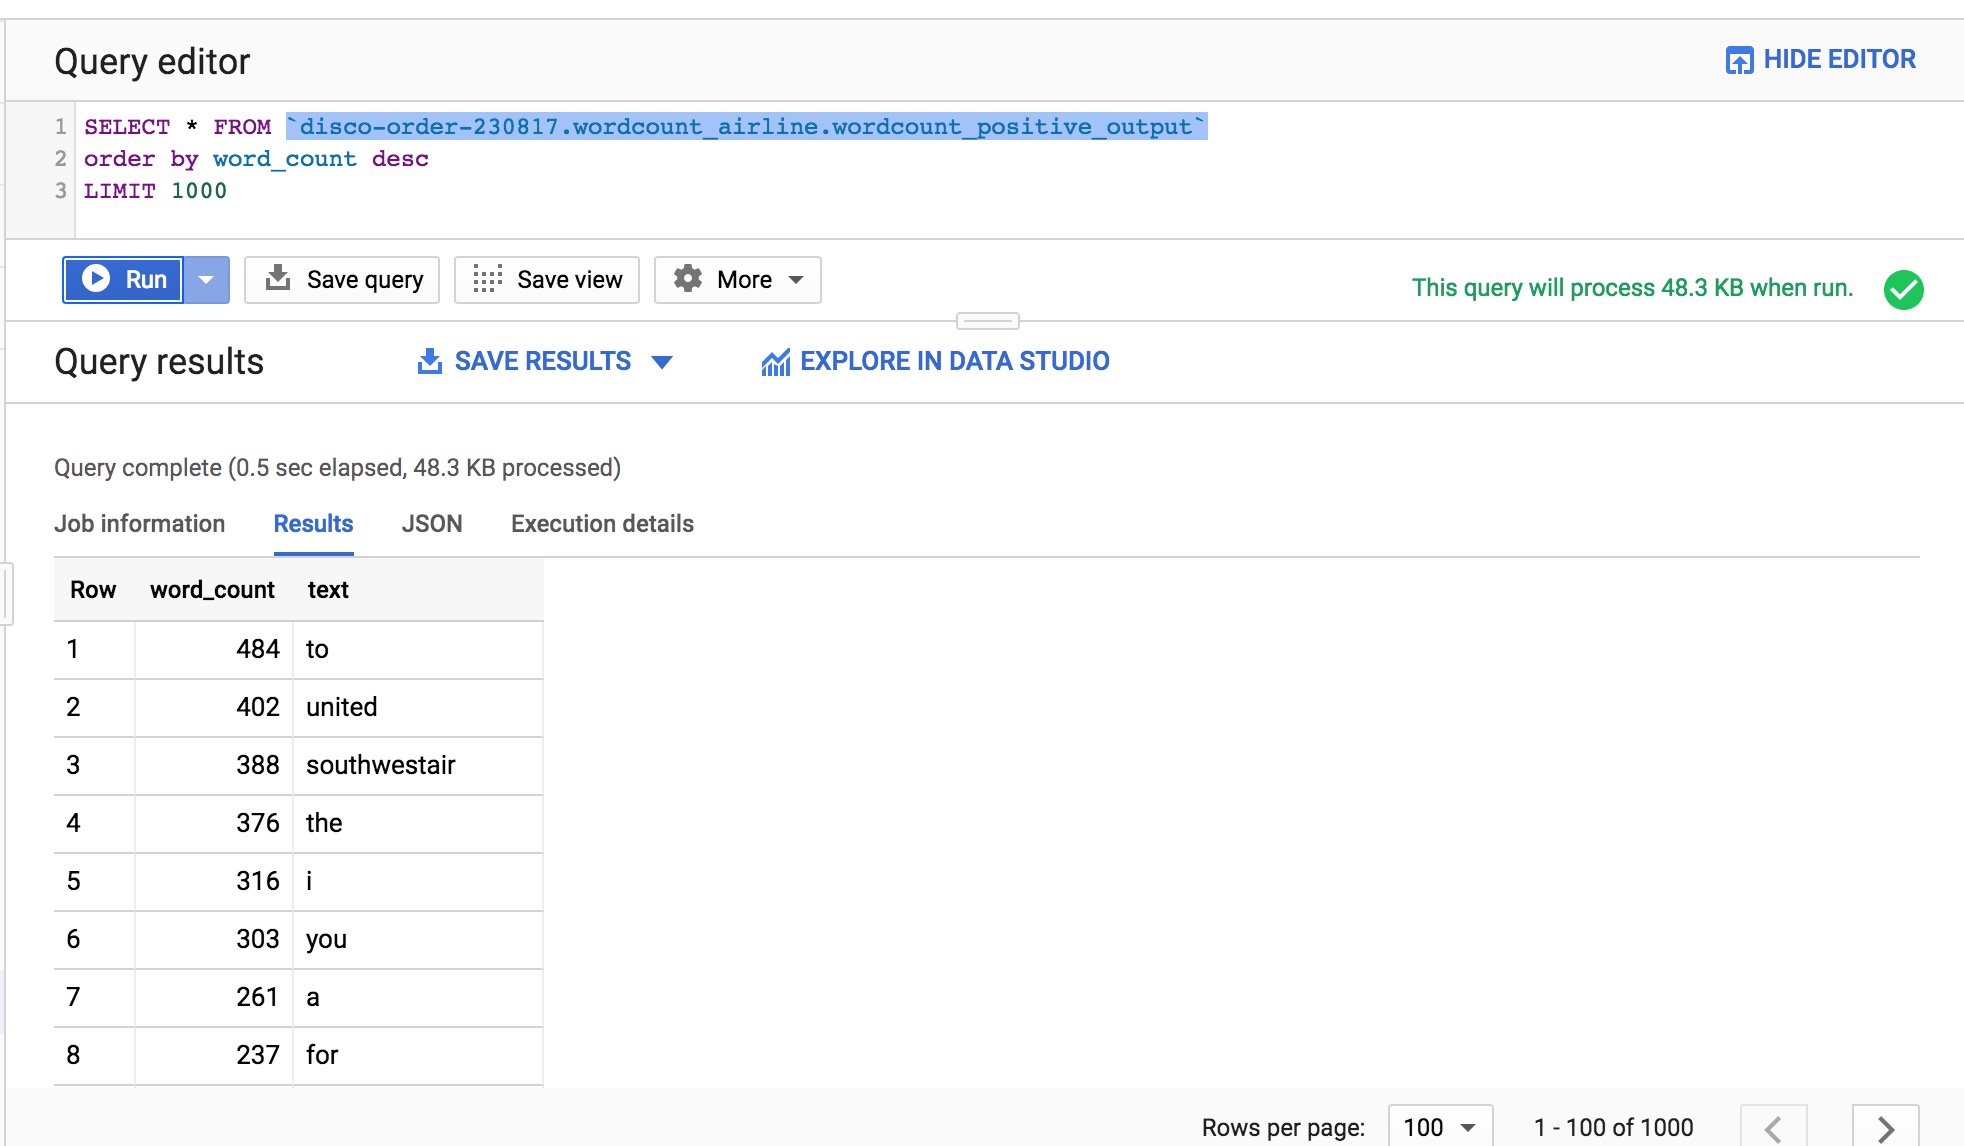 Query editor
HIDE EDITOR
1 SELECT * FROM `disco-order-230817.wordcount_airline.wordcount_positive_output`
2 order by word_count desc
3 LIMIT 1000
Run
Save query
Save view
More
This query will process 48.3 KB when run.
Query results
SAVE RESULTS
EXPLORE IN DATA STUDIO
Query complete (0.5 sec elapsed, 48.3 KB processed)
Job information Results JSON Execution details
Row word_count text
1 484 to
2 402 united
3 388 southwestair
4 376 the
5 316 i
6 303 you
7 261 a
8 237 for
Rows per page: 100 1 - 100 of 1000